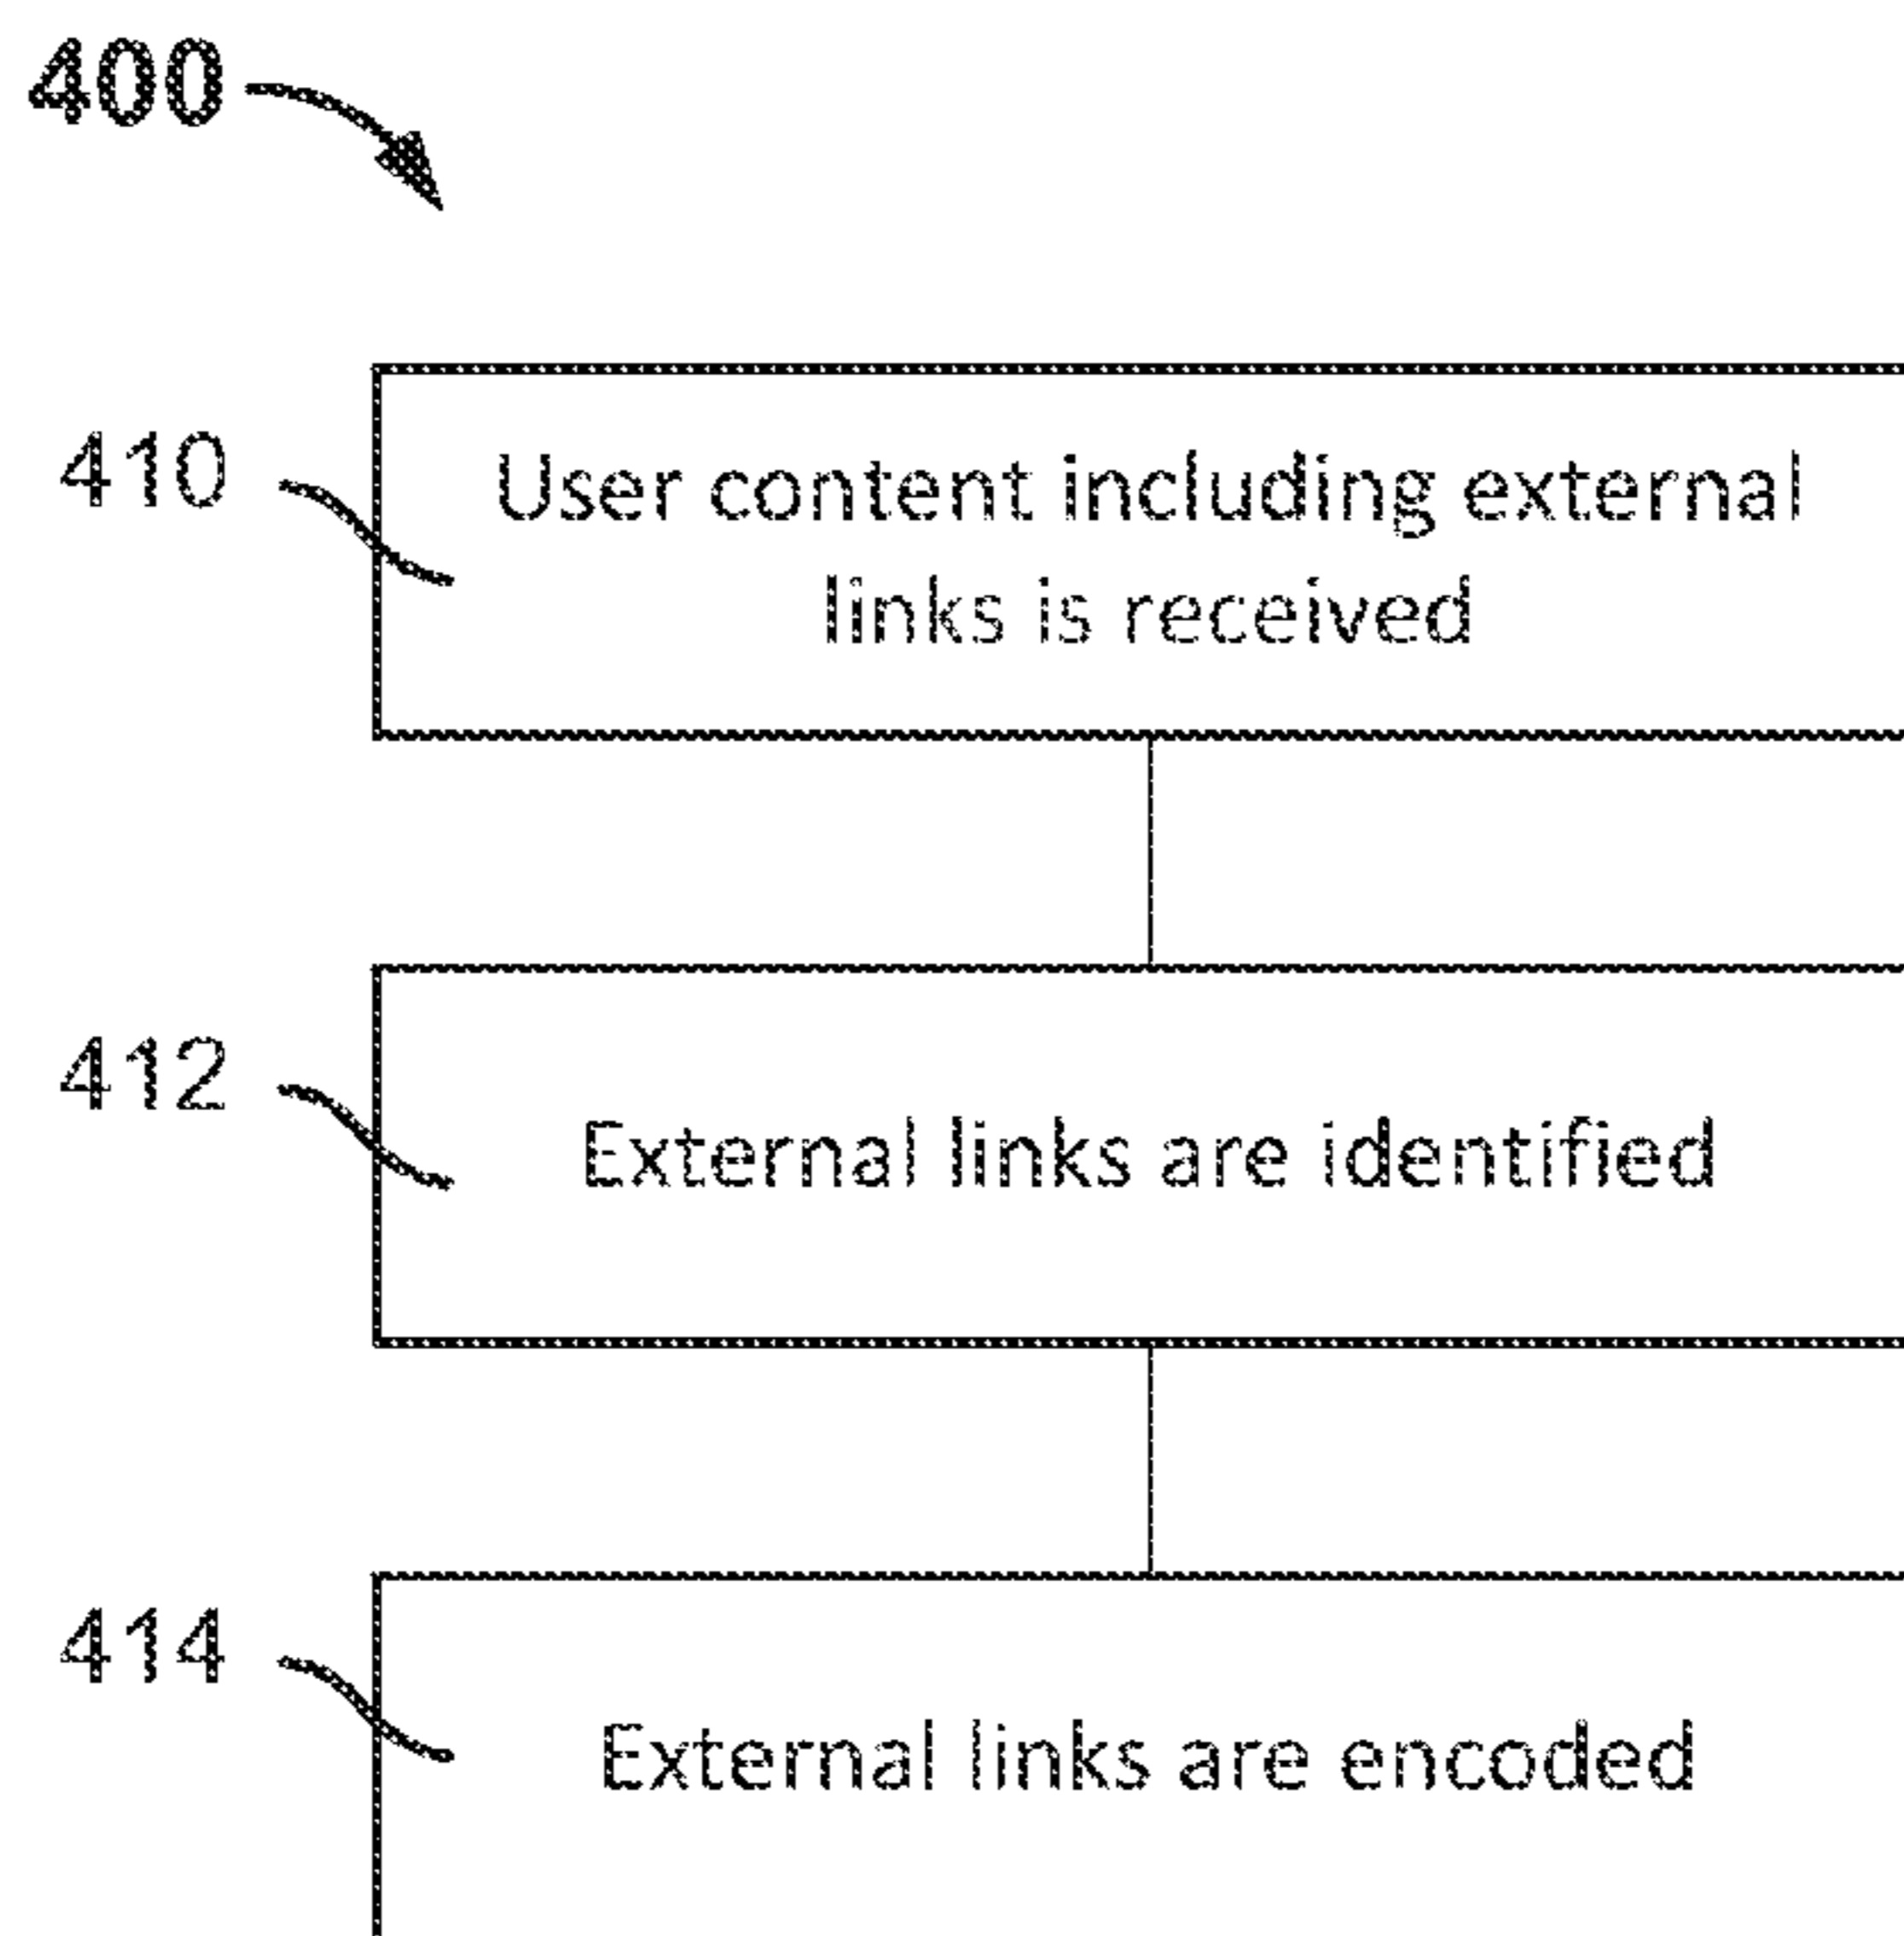 400
410
User content including external
links is received
412
External links are identified
414
External links are encoded